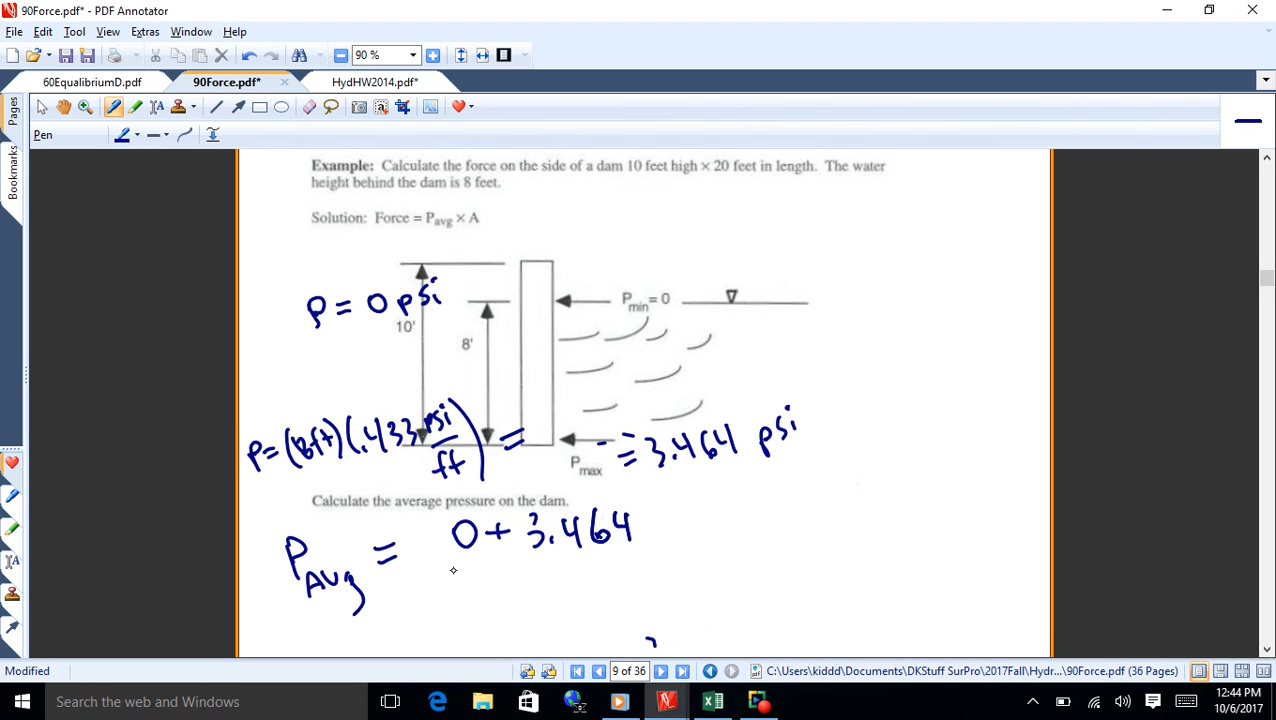 90Force.pdf* - PDF Annotator
File Edit Tool View Extras Window Help
90 %
60EqualibriumD.pdf 90Force.pdf* HydHW2014.pdf*
Pen
Pages
Bookmarks
Example: Calculate the force on the side of a dam 10 feet high × 20 feet in length. The water
height behind the dam is 8 feet.
Solution: Force = Pavg × A
P = 0 psi
Pmin = 0
10'
8'
P = (8ft)(.433 psi/ft) = = 3.464 psi
Pmax
Calculate the average pressure on the dam.
PAvg = 0 + 3.464
Modified
9 of 36
C:\Users\kiddd\Documents\DKStuff SurPro\2017Fall\Hydr...\90Force.pdf (36 Pages)
Search the web and Windows
12:44 PM
10/6/2017